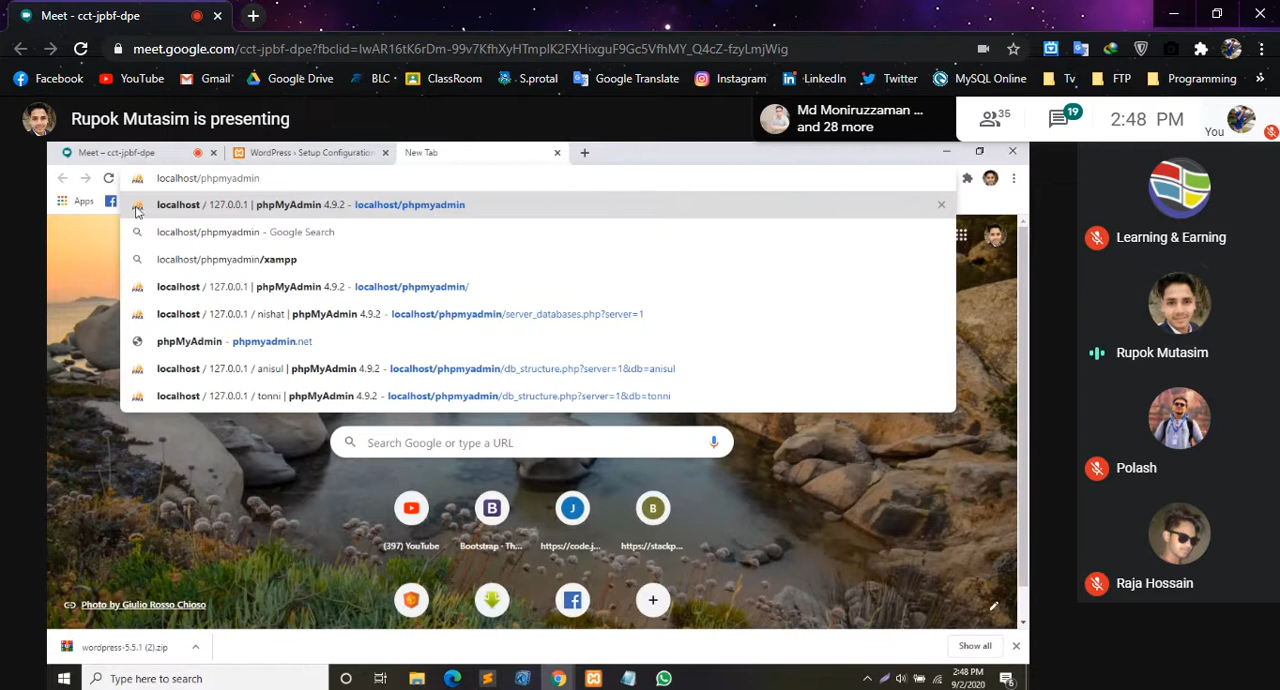 Meet - cct-jpbf-dpe
meet.google.com/cct-jpbf-dpe?fbclid=IwAR16tK6rDm-99v7KfhXyHTmplK2FXHixguF9Gc5VfhMY_Q4cZ-fzyLmjWig
Facebook YouTube Gmail Google Drive BLC ClassRoom S.protal Google Translate Instagram LinkedIn Twitter MySQL Online Tv FTP Programming »
Rupok Mutasim is presenting
Md Moniruzzaman ...
and 28 more
35
19
2:48 PM
You
Meet – cct-jpbf-dpe
WordPress › Setup Configuration
New Tab
localhost/phpmyadmin
Apps
localhost / 127.0.0.1 | phpMyAdmin 4.9.2 - localhost/phpmyadmin
localhost/phpmyadmin - Google Search
localhost/phpmyadmin/xampp
localhost / 127.0.0.1 | phpMyAdmin 4.9.2 - localhost/phpmyadmin/
localhost / 127.0.0.1 / nishat | phpMyAdmin 4.9.2 - localhost/phpmyadmin/server_databases.php?server=1
phpMyAdmin - phpmyadmin.net
localhost / 127.0.0.1 / anisul | phpMyAdmin 4.9.2 - localhost/phpmyadmin/db_structure.php?server=1&db=anisul
localhost / 127.0.0.1 / tonni | phpMyAdmin 4.9.2 - localhost/phpmyadmin/db_structure.php?server=1&db=tonni
Search Google or type a URL
B J B
(397) YouTube Bootstrap · Th... https://code.j... https://stackp...
Photo by Giulio Rosso Chioso
wordpress-5.5.1 (2).zip
Show all
Type here to search
2:48 PM
9/2/2020
6
Learning & Earning
Rupok Mutasim
Polash
Raja Hossain